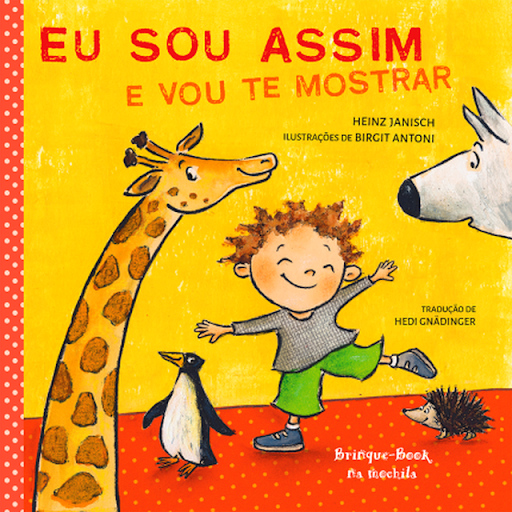 EU SOU ASSIM
E VOU TE MOSTRAR
HEINZ JANISCH
ILUSTRAÇÕES DE BIRGIT ANTONI
TRADUÇÃO DE
HEDI GNÄDINGER
Brinque-Book
na mochila